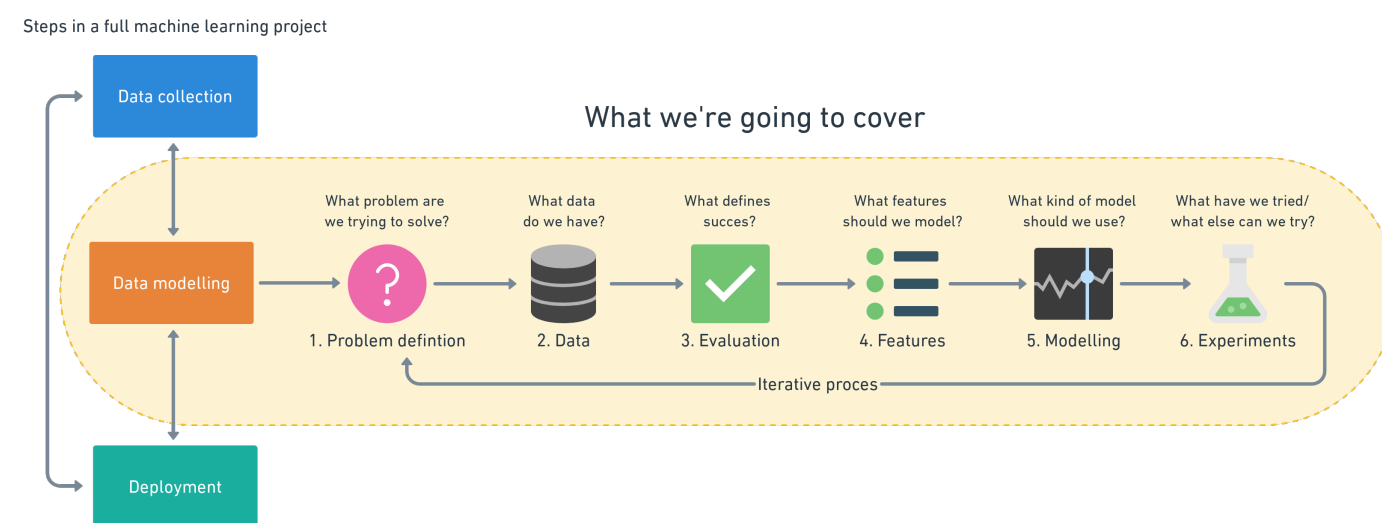 Steps in a full machine learning project
Data collection
What we're going to cover
What problem are
we trying to solve?
What data
do we have?
What defines
succes?
What features
should we model?
What kind of model
should we use?
What have we tried/
what else can we try?
Data modelling
?
1. Problem defintion
2. Data
3. Evaluation
4. Features
5. Modelling
6. Experiments
Iterative proces
Deployment